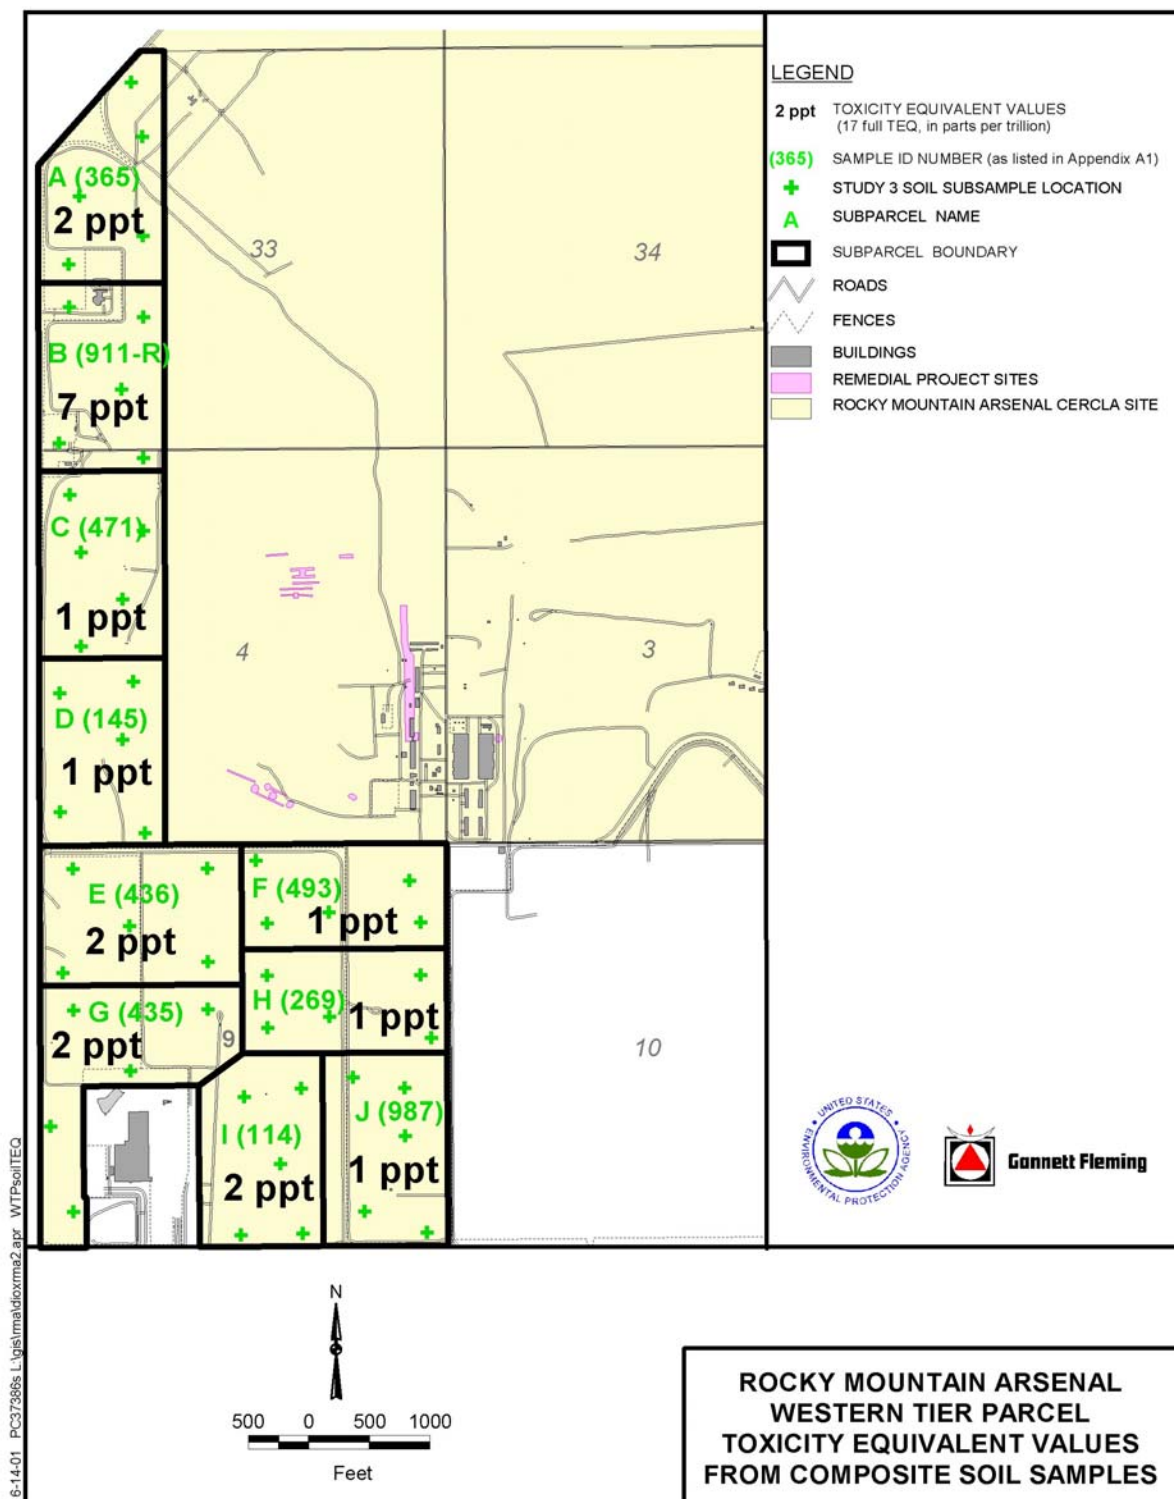 LEGEND
2 ppt TOXICITY EQUIVALENT VALUES
(17 full TEQ, in parts per trillion)
(365) SAMPLE ID NUMBER (as listed in Appendix A1)
STUDY 3 SOIL SUBSAMPLE LOCATION
A SUBPARCEL NAME
SUBPARCEL BOUNDARY
ROADS
FENCES
BUILDINGS
REMEDIAL PROJECT SITES
ROCKY MOUNTAIN ARSENAL CERCLA SITE
A (365)
2 ppt
33
34
B (911-R)
7 ppt
C (471)
1 ppt
4
3
D (145)
1 ppt
E (436)
2 ppt
F (493)
1 ppt
G (435)
2 ppt
9
H (269)
1 ppt
10
I (114)
2 ppt
J (987)
1 ppt
UNITED STATES
ENVIRONMENTAL PROTECTION AGENCY
Gannett Fleming
N
500 0 500 1000
Feet
ROCKY MOUNTAIN ARSENAL
WESTERN TIER PARCEL
TOXICITY EQUIVALENT VALUES
FROM COMPOSITE SOIL SAMPLES
6-14-01 PC37386s L:\gis\rma\dioxrma2.apr WTPsoilTEQ